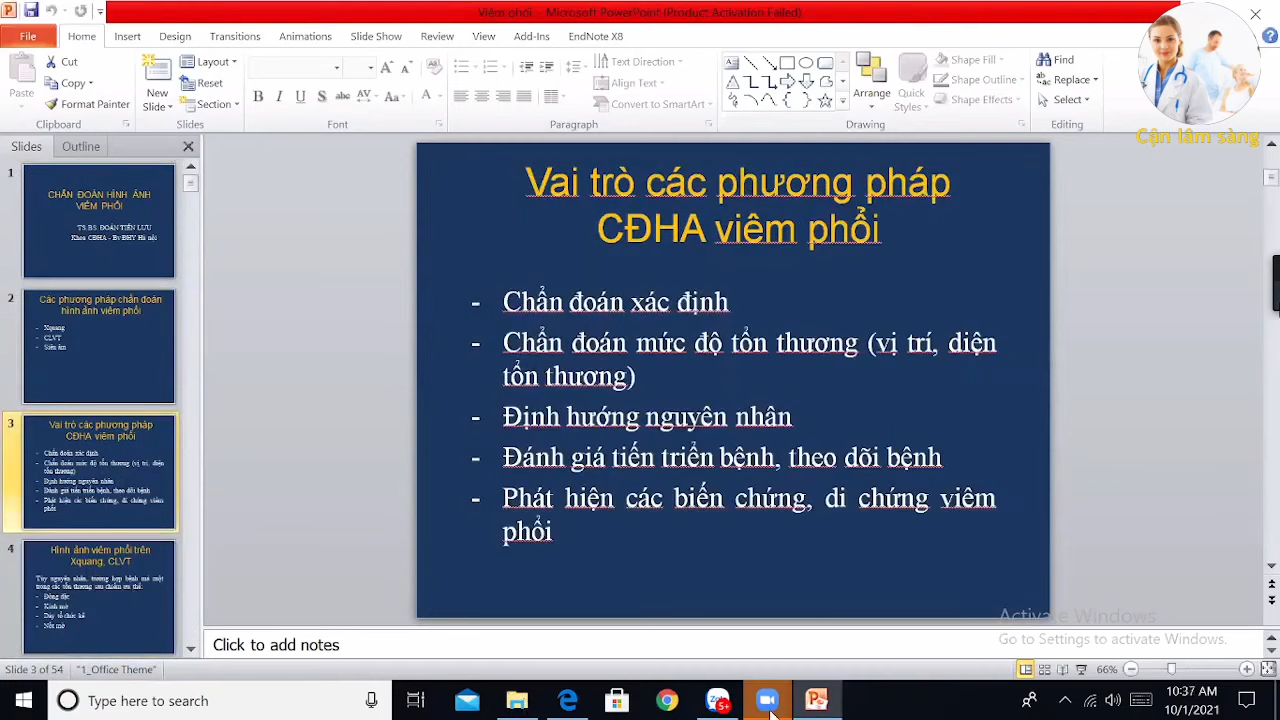 Viêm phổi - Microsoft PowerPoint (Product Activation Failed)
File Home Insert Design Transitions Animations Slide Show Review View Add-Ins EndNote X8
Paste
Cut
Copy
Format Painter
Clipboard
New Slide
Layout
Reset
Section
Slides
B I U S abc AV Aa A
Font
Text Direction
Align Text
Convert to SmartArt
Paragraph
Arrange
Quick Styles
Shape Fill
Shape Outline
Shape Effects
Drawing
Find
Replace
Select
Editing
Cận lâm sàng
Slides Outline
1
CHẨN ĐOÁN HÌNH ẢNH
VIÊM PHỔI
TS.BS ĐOÀN TIẾN LƯU
Khoa CĐHA - BvĐHY Hà nội
2
Các phương pháp chẩn đoán
hình ảnh viêm phổi
- Xquang
- CLVT
- Siêu âm
3
Vai trò các phương pháp
CĐHA viêm phổi
- Chẩn đoán xác định
- Chẩn đoán mức độ tổn thương (vị trí, diện
tổn thương)
- Định hướng nguyên nhân
- Đánh giá tiến triển bệnh, theo dõi bệnh
- Phát hiện các biến chứng, di chứng viêm
phổi
4
Hình ảnh viêm phổi trên
Xquang, CLVT
Tùy nguyên nhân, trường hợp bệnh mà một
trong các tổn thương sau chiếm ưu thế:
- Đông đặc
- Kính mờ
- Dày tổ chức kẽ
- Nốt mờ
Vai trò các phương pháp
CĐHA viêm phổi
- Chẩn đoán xác định
- Chẩn đoán mức độ tổn thương (vị trí, diện
tổn thương)
- Định hướng nguyên nhân
- Đánh giá tiến triển bệnh, theo dõi bệnh
- Phát hiện các biến chứng, di chứng viêm
phổi
Activate Windows
Go to Settings to activate Windows.
Click to add notes
Slide 3 of 54 "1_Office Theme" 66%
Type here to search
Zalo 5+
10:37 AM
10/1/2021